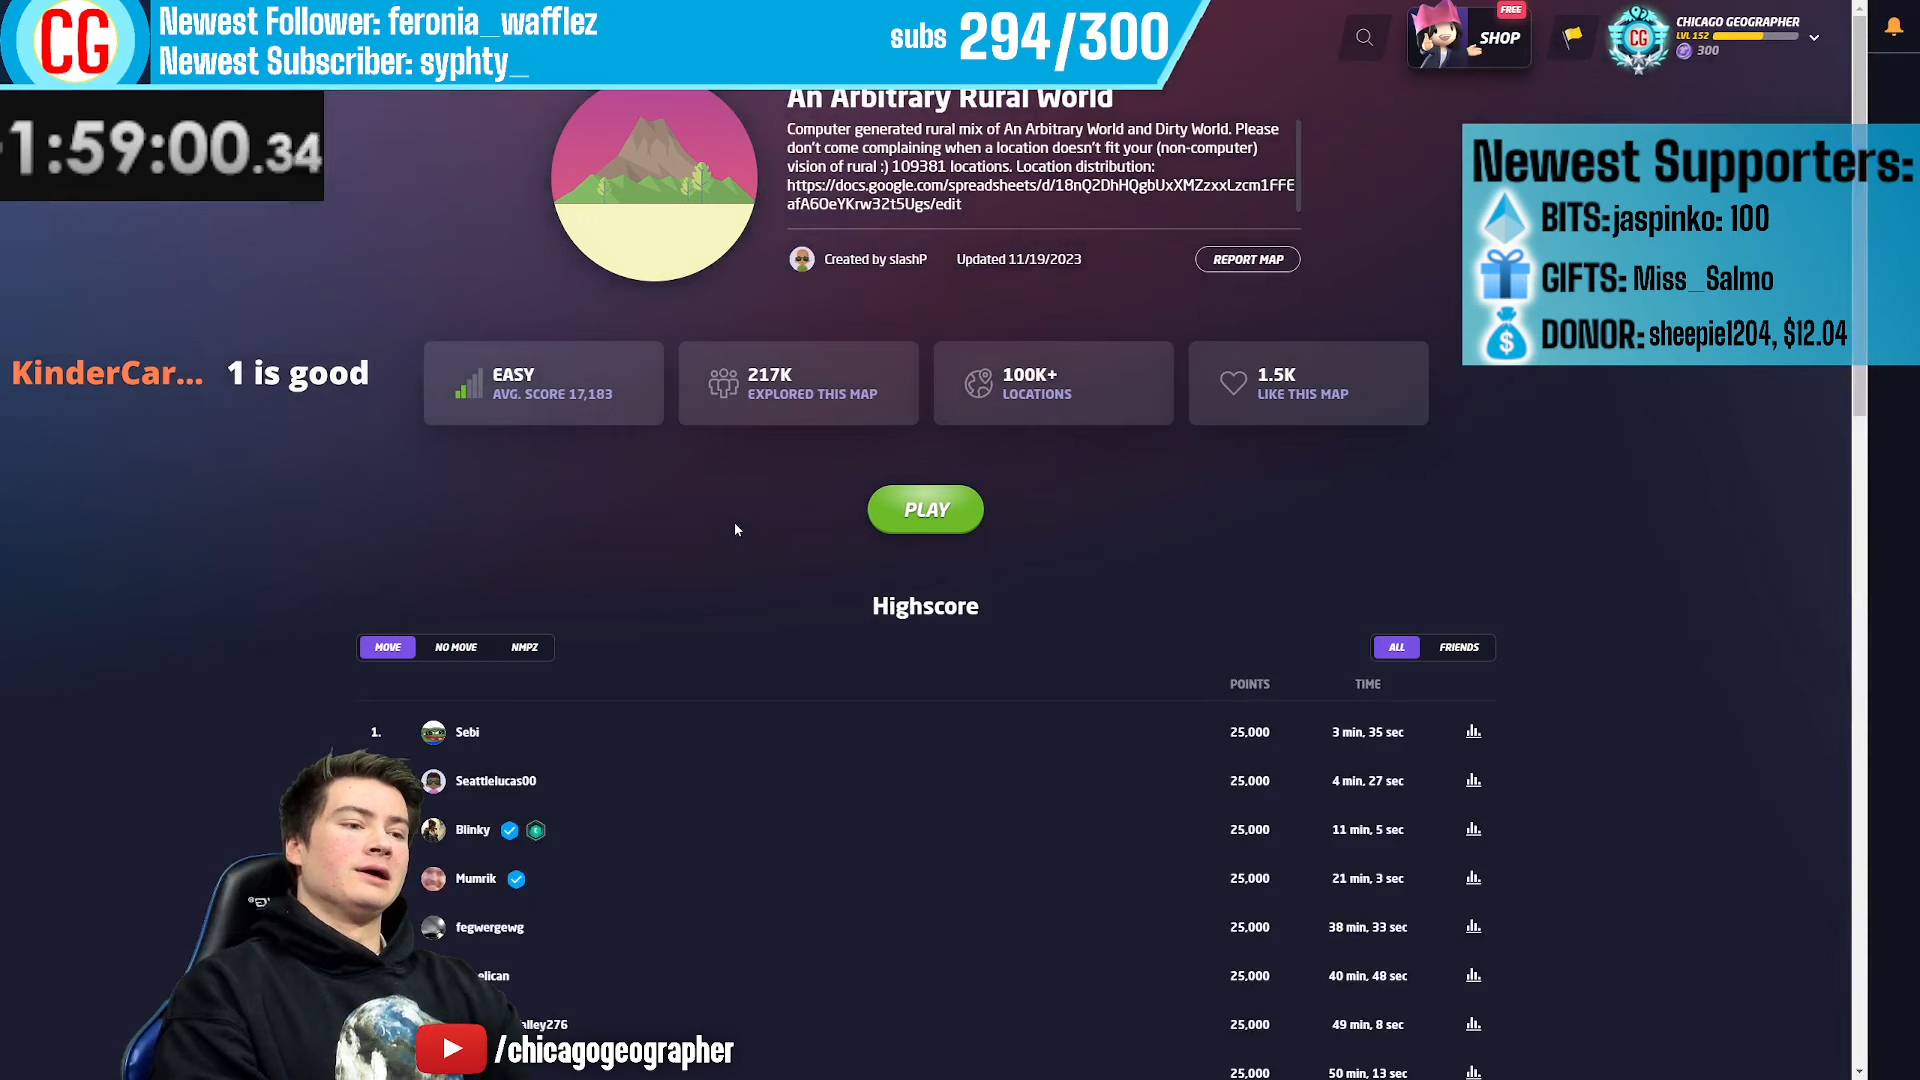 CG
Newest Follower: feronia_wafflez
Newest Subscriber: syphty_
subs 294/300
FREE
SHOP
CG
CHICAGO GEOGRAPHER
LVL 152
300
-1:59:00.34
An Arbitrary Rural World
Computer generated rural mix of An Arbitrary World and Dirty World. Please
don't come complaining when a location doesn't fit your (non-computer)
vision of rural :) 109381 locations. Location distribution:
https://docs.google.com/spreadsheets/d/18nQ2DhHQgbUxXMZzxxLzcm1FFE
afA6OeYKrw32t5Ugs/edit
Created by slashP
Updated 11/19/2023
REPORT MAP
Newest Supporters:
BITS: jaspinko: 100
GIFTS: Miss_Salmo
DONOR: sheepie1204, $12.04
KinderCar... 1 is good
EASY
AVG. SCORE 17,183
217K
EXPLORED THIS MAP
100K+
LOCATIONS
1.5K
LIKE THIS MAP
PLAY
Highscore
MOVE NO MOVE NMPZ
ALL FRIENDS
POINTS TIME
1. Sebi 25,000 3 min, 35 sec
Seattlelucas00 25,000 4 min, 27 sec
Blinky 25,000 11 min, 5 sec
Mumrik 25,000 21 min, 3 sec
fegwergewg 25,000 38 min, 33 sec
elican 25,000 40 min, 48 sec
alley276 25,000 49 min, 8 sec
25,000 50 min, 13 sec
/chicagogeographer